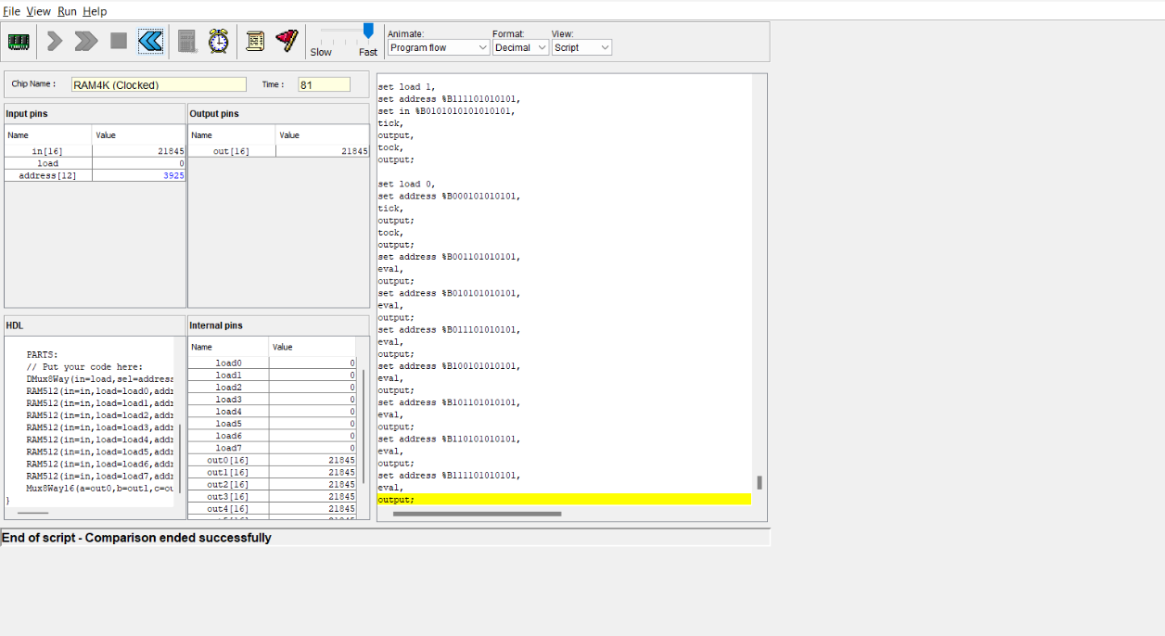 File View Run Help
Slow Fast
Animate: Format: View:
Program flow Decimal Script
Chip Name : RAM4K (Clocked) Time : 81
Input pins
Name Value
in[16] 21845
load 0
address[12] 3925
Output pins
Name Value
out[16] 21845
HDL
PARTS:
// Put your code here:
DMux8Way(in=load,sel=address
RAM512(in=in,load=load0,addr
RAM512(in=in,load=load1,addr
RAM512(in=in,load=load2,addr
RAM512(in=in,load=load3,addr
RAM512(in=in,load=load4,addr
RAM512(in=in,load=load5,addr
RAM512(in=in,load=load6,addr
RAM512(in=in,load=load7,addr
Mux8Way16(a=out0,b=out1,c=ou
}
Internal pins
Name Value
load0 0
load1 0
load2 0
load3 0
load4 0
load5 0
load6 0
load7 0
out0[16] 21845
out1[16] 21845
out2[16] 21845
out3[16] 21845
out4[16] 21845
set load 1,
set address %B111101010101,
set in %B0101010101010101,
tick,
output,
tock,
output;
set load 0,
set address %B000101010101,
tick,
output;
tock,
output;
set address %B001101010101,
eval,
output;
set address %B010101010101,
eval,
output;
set address %B011101010101,
eval,
output;
set address %B100101010101,
eval,
output;
set address %B101101010101,
eval,
output;
set address %B110101010101,
eval,
output;
set address %B111101010101,
eval,
output;
End of script - Comparison ended successfully